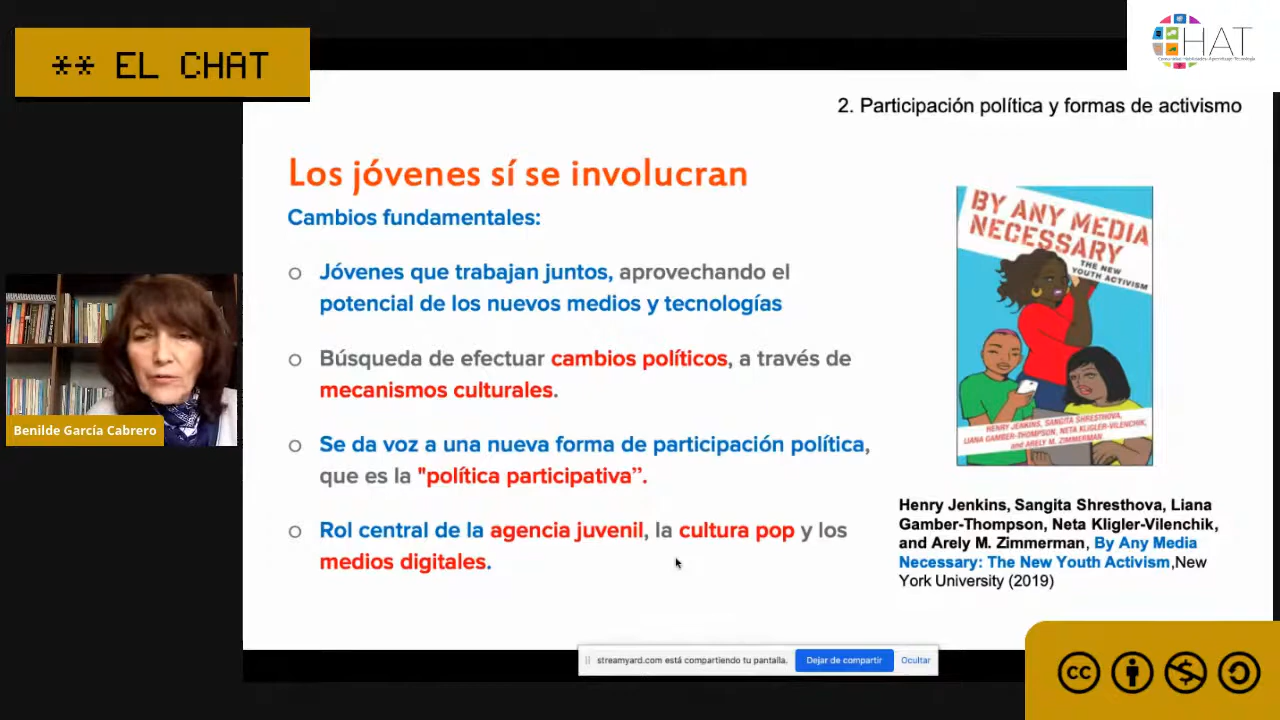 ** EL CHAT
CHAT
Comunidad Habilidades Aprendizaje Tecnología
2. Participación política y formas de activismo
Los jóvenes sí se involucran
Cambios fundamentales:
Jóvenes que trabajan juntos, aprovechando el
potencial de los nuevos medios y tecnologías
Búsqueda de efectuar cambios políticos, a través de
mecanismos culturales.
Se da voz a una nueva forma de participación política,
que es la "política participativa”.
Rol central de la agencia juvenil, la cultura pop y los
medios digitales.
BY ANY MEDIA
NECESSARY
THE NEW
YOUTH ACTIVISM
HENRY JENKINS, SANGITA SHRESTHOVA,
LIANA GAMBER-THOMPSON, NETA KLIGLER-VILENCHIK,
and ARELY M. ZIMMERMAN
Henry Jenkins, Sangita Shresthova, Liana
Gamber-Thompson, Neta Kligler-Vilenchik,
and Arely M. Zimmerman, By Any Media
Necessary: The New Youth Activism,New
York University (2019)
Benilde García Cabrero
streamyard.com está compartiendo tu pantalla.
Dejar de compartir
Ocultar
cc